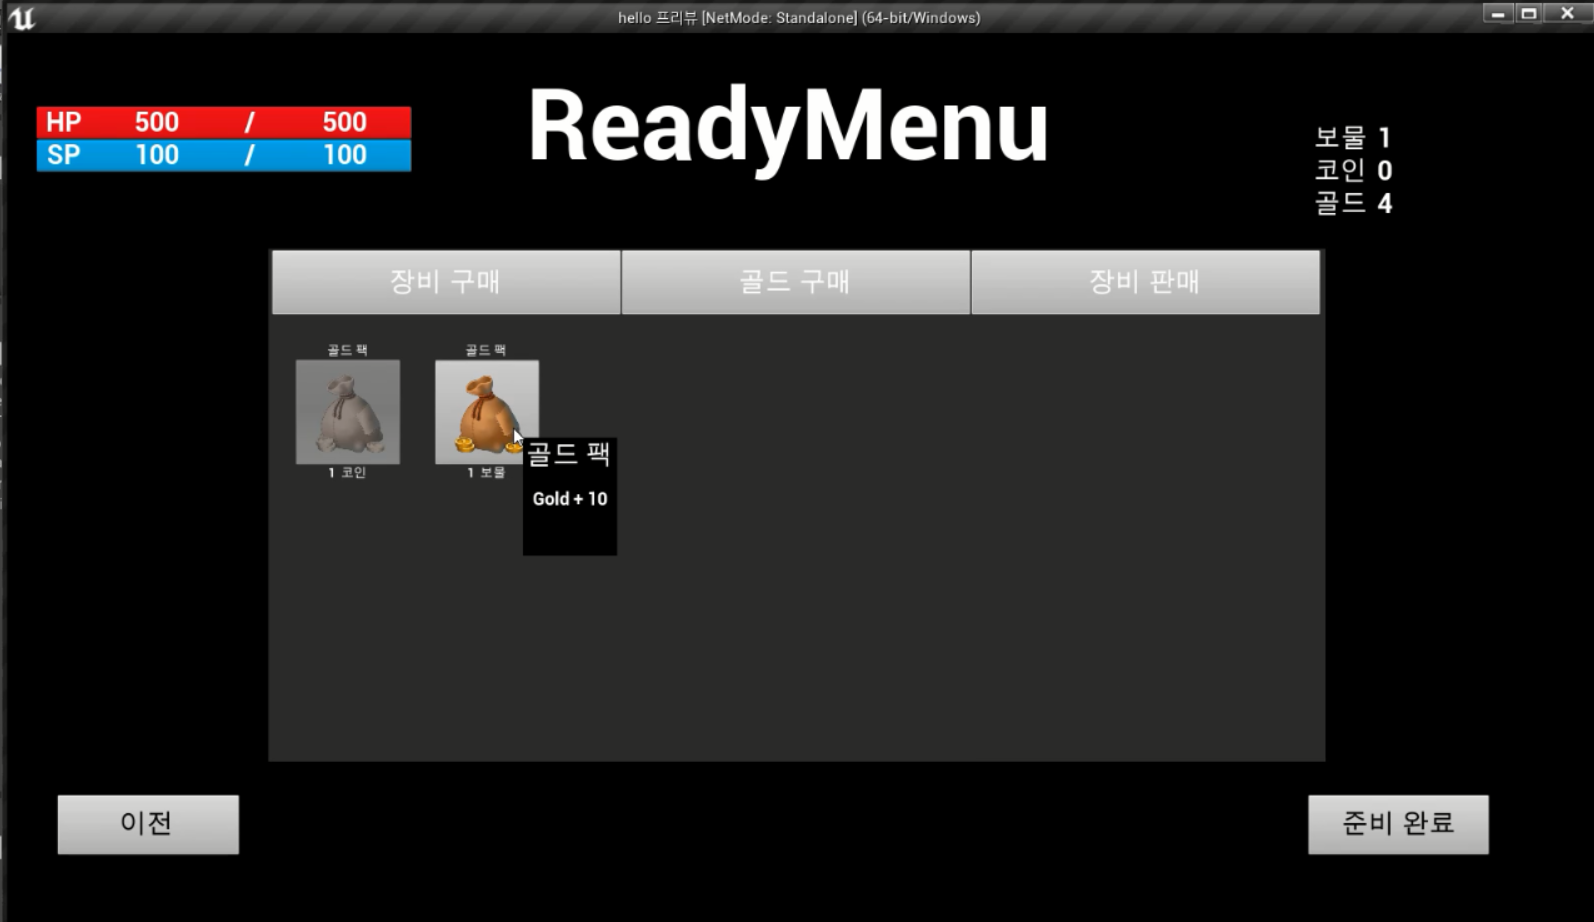 hello 프리뷰 [NetMode: Standalone] (64-bit/Windows)
ReadyMenu
HP 500 / 500
SP 100 / 100
보물 1
코인 0
골드 4
장비 구매 골드 구매 장비 판매
골드 팩 골드 팩
1 코인 1 보물
골드 팩
Gold + 10
이전 준비 완료